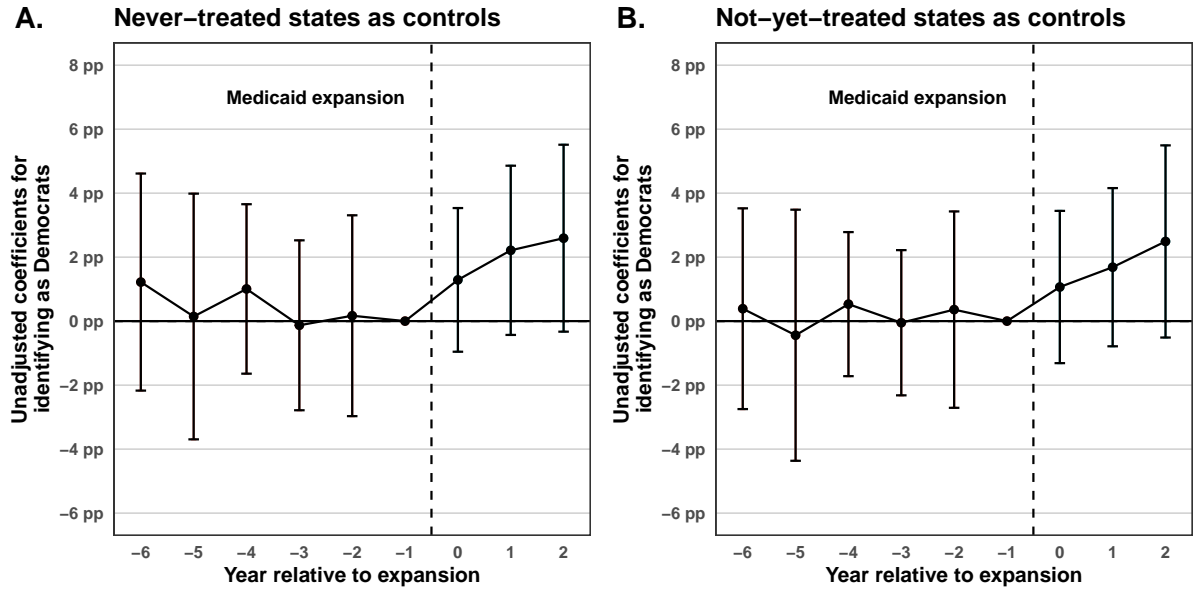 A.
Never−treated states as controls
Unadjusted coefficients for
identifying as Democrats
8 pp
6 pp
4 pp
2 pp
0 pp
−2 pp
−4 pp
−6 pp
Medicaid expansion
−6 −5 −4 −3 −2 −1 0 1 2
Year relative to expansion
B.
Not−yet−treated states as controls
Unadjusted coefficients for
identifying as Democrats
8 pp
6 pp
4 pp
2 pp
0 pp
−2 pp
−4 pp
−6 pp
Medicaid expansion
−6 −5 −4 −3 −2 −1 0 1 2
Year relative to expansion